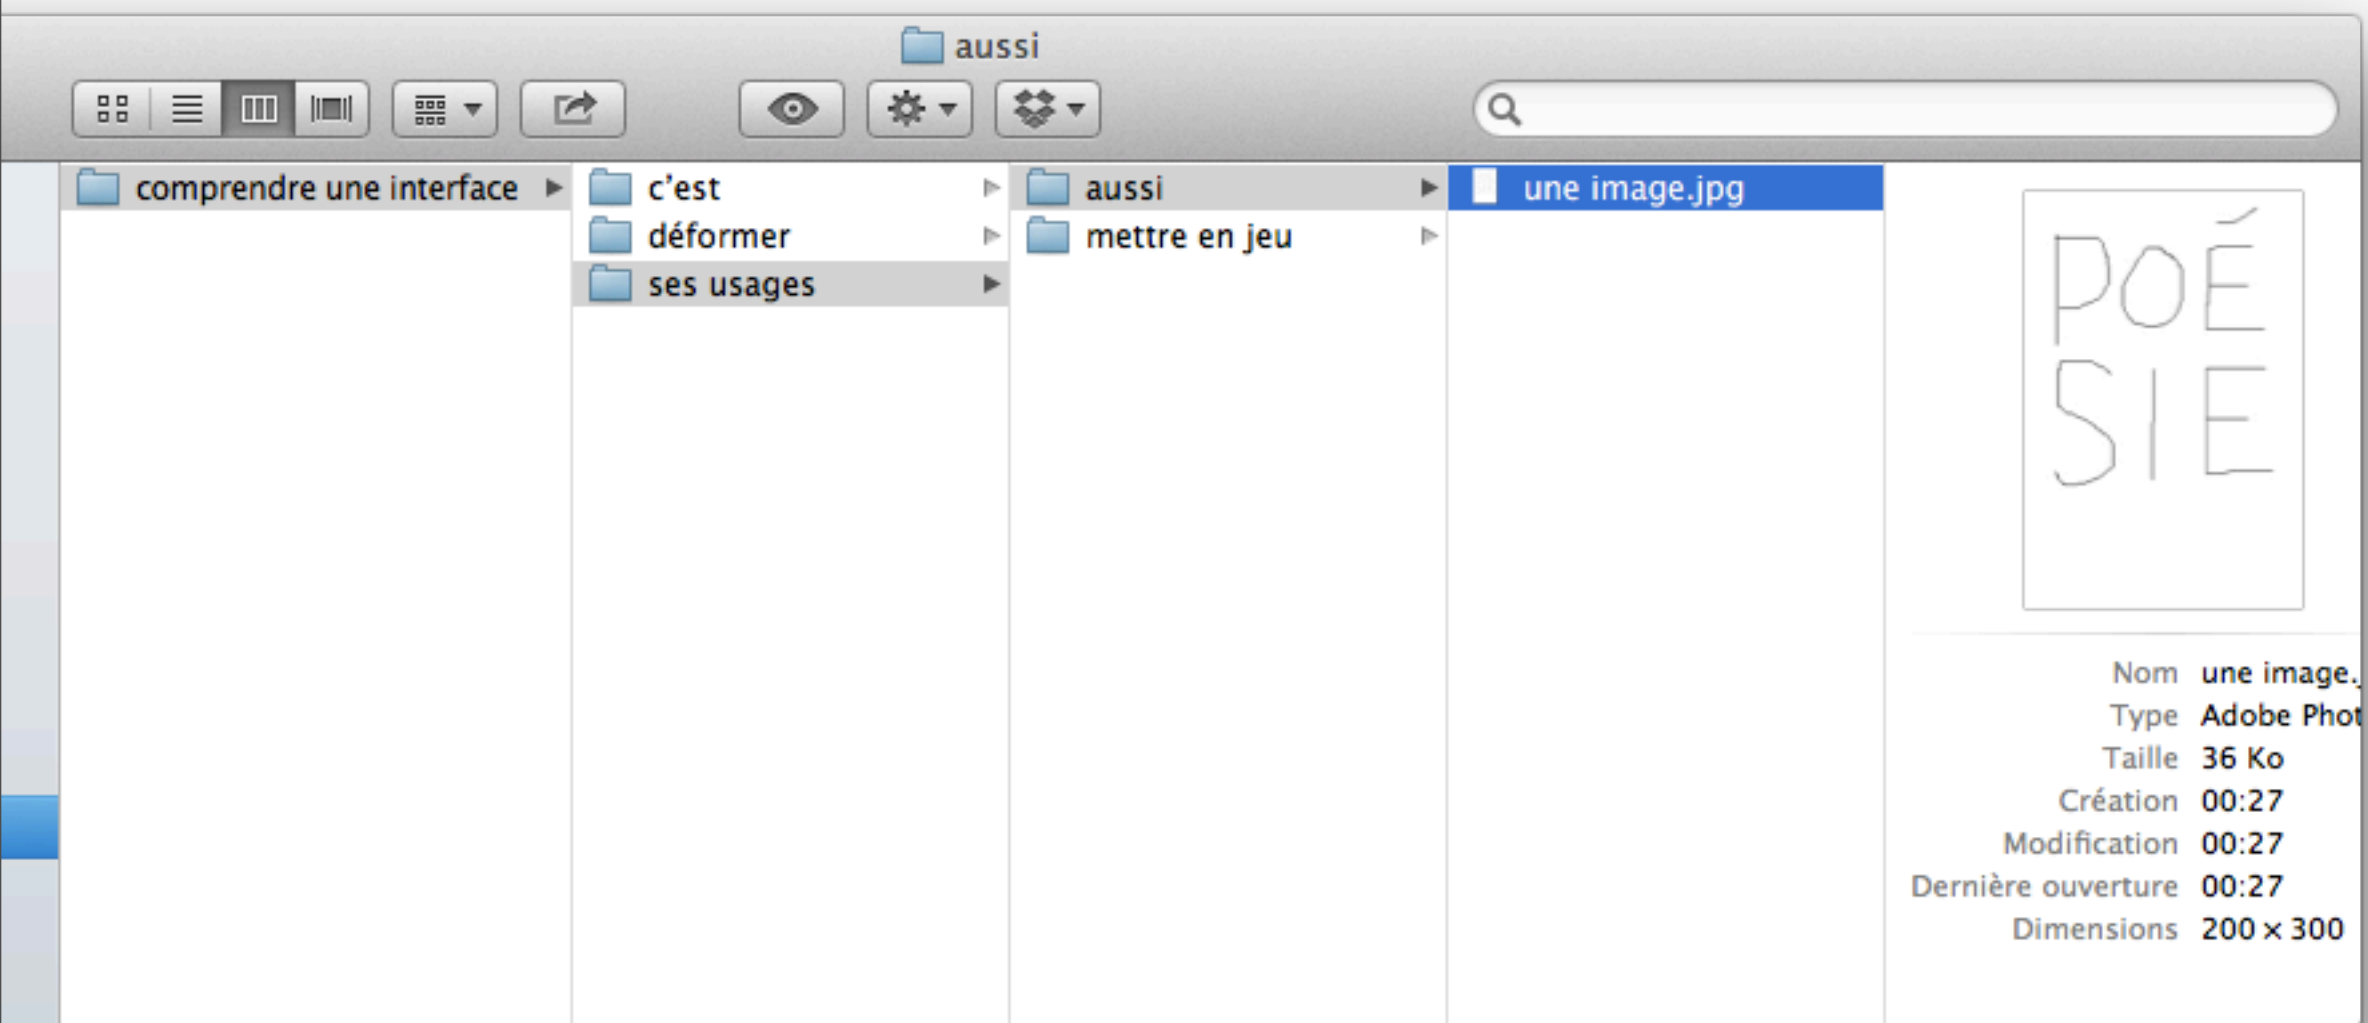 aussi
comprendre une interface
c'est
déformer
ses usages
aussi
mettre en jeu
une image.jpg
POÉ
SIE
Nom une image.
Type Adobe Phot
Taille 36 Ko
Création 00:27
Modification 00:27
Dernière ouverture 00:27
Dimensions 200 × 300